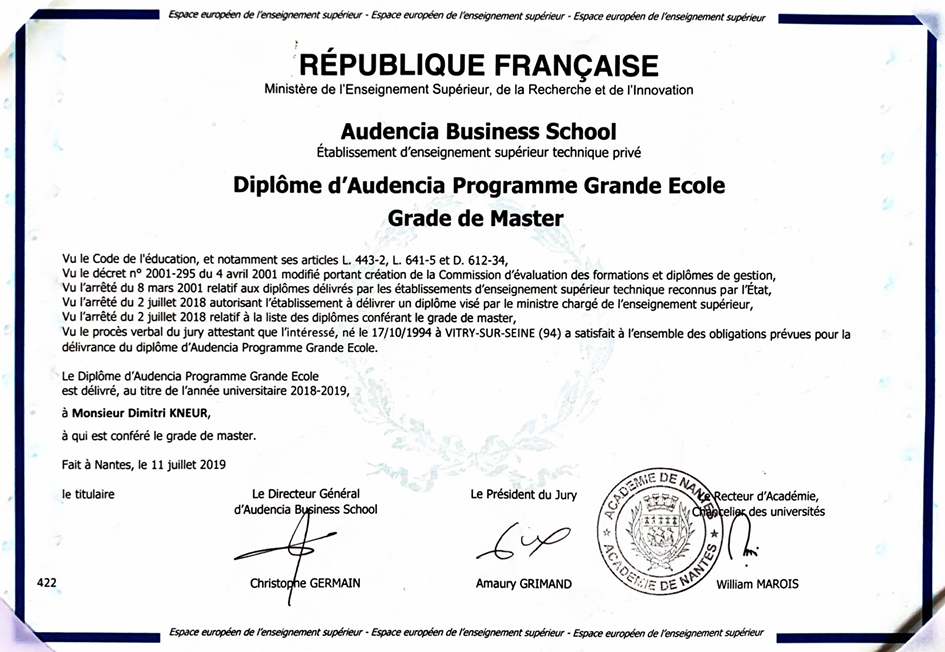 Espace européen de l'enseignement supérieur - Espace européen de l'enseignement supérieur - Espace européen de l'enseignement supérieur
RÉPUBLIQUE FRANÇAISE
Ministère de l'Enseignement Supérieur, de la Recherche et de l'Innovation
Audencia Business School
Établissement d'enseignement supérieur technique privé
Diplôme d'Audencia Programme Grande Ecole
Grade de Master
Vu le Code de l'éducation, et notamment ses articles L. 443-2, L. 641-5 et D. 612-34,
Vu le décret n° 2001-295 du 4 avril 2001 modifié portant création de la Commission d'évaluation des formations et diplômes de gestion,
Vu l'arrêté du 8 mars 2001 relatif aux diplômes délivrés par les établissements d'enseignement supérieur technique reconnus par l'État,
Vu l'arrêté du 2 juillet 2018 autorisant l'établissement à délivrer un diplôme visé par le ministre chargé de l'enseignement supérieur,
Vu l'arrêté du 2 juillet 2018 relatif à la liste des diplômes conférant le grade de master,
Vu le procès verbal du jury attestant que l'intéressé, né le 17/10/1994 à VITRY-SUR-SEINE (94) a satisfait à l'ensemble des obligations prévues pour la
délivrance du diplôme d'Audencia Programme Grande Ecole.
Le Diplôme d'Audencia Programme Grande Ecole
est délivré, au titre de l'année universitaire 2018-2019,
à Monsieur Dimitri KNEUR,
à qui est conféré le grade de master.
Fait à Nantes, le 11 juillet 2019
le titulaire
Le Directeur Général
d'Audencia Business School
Christophe GERMAIN
Le Président du Jury
Amaury GRIMAND
ACADEMIE DE NANTES
ACADEMIE DE NANTES
Le Recteur d'Académie,
Chancelier des universités
William MAROIS
422
Espace européen de l'enseignement supérieur - Espace européen de l'enseignement supérieur - Espace européen de l'enseignement supérieur